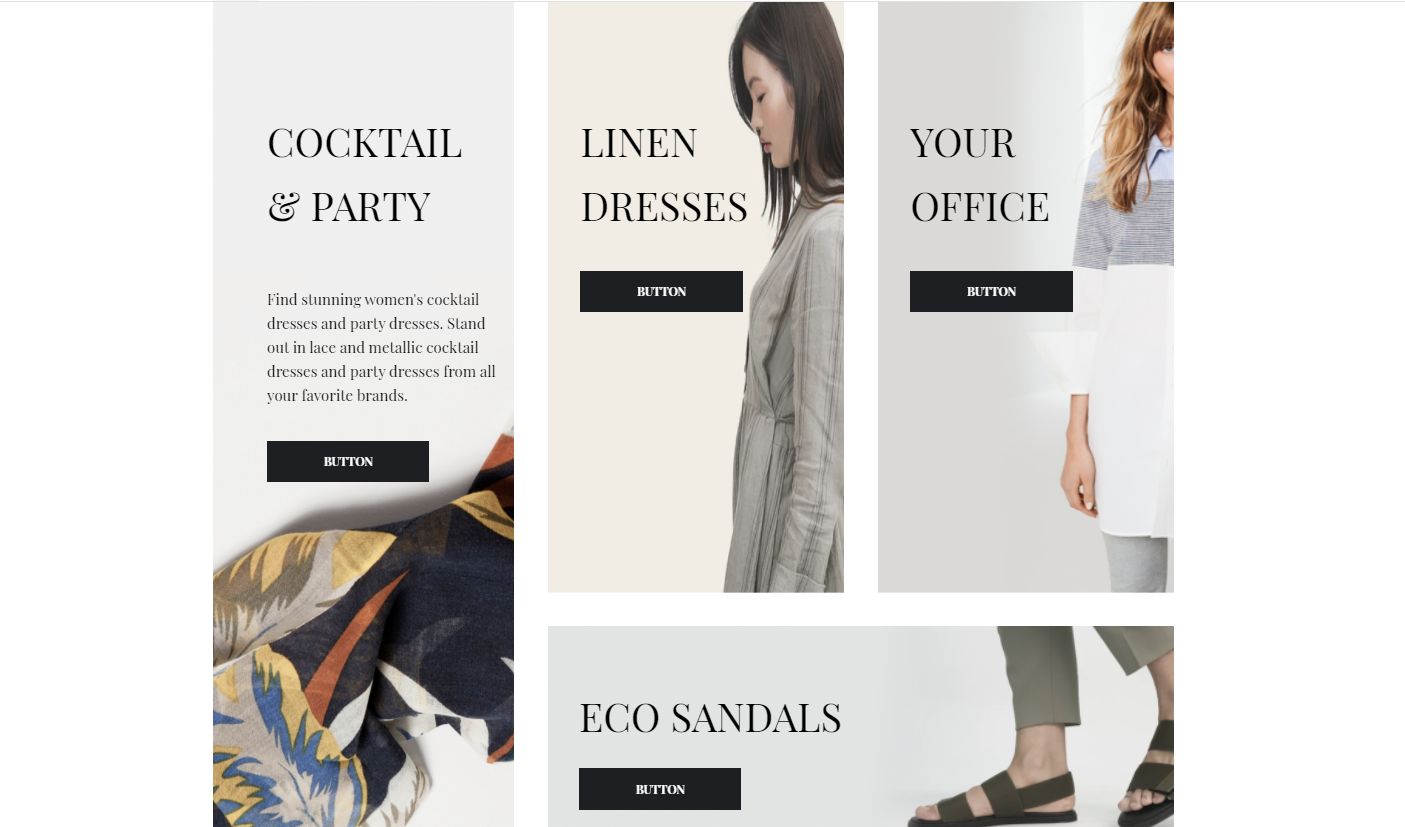 COCKTAIL
& PARTY
Find stunning women's cocktail
dresses and party dresses. Stand
out in lace and metallic cocktail
dresses and party dresses from all
your favorite brands.
BUTTON
LINEN
DRESSES
BUTTON
YOUR
OFFICE
BUTTON
ECO SANDALS
BUTTON